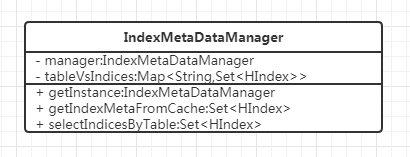 IndexMetaDataManager
- manager:IndexMetaDataManager
- tableVsIndices:Map<String,Set<HIndex>>
+ getInstance:IndexMetaDataManager
+ getIndexMetaFromCache:Set<HIndex>
+ selectIndicesByTable:Set<HIndex>